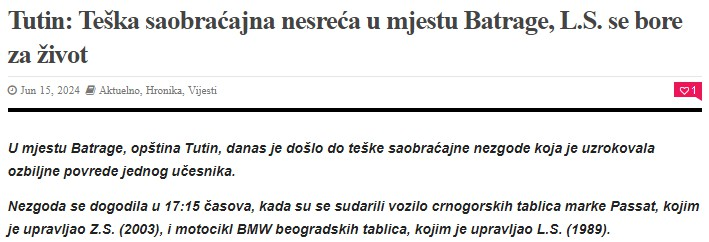 Tutin: Teška saobraćajna nesreća u mjestu Batrage, L.S. se bore
za život
Jun 15, 2024 Aktuelno, Hronika, Vijesti
1
U mjestu Batrage, opština Tutin, danas je došlo do teške saobraćajne nezgode koja je uzrokovala
ozbiljne povrede jednog učesnika.
Nezgoda se dogodila u 17:15 časova, kada su se sudarili vozilo crnogorskih tablica marke Passat, kojim
je upravljao Z.S. (2003), i motocikl BMW beogradskih tablica, kojim je upravljao L.S. (1989).